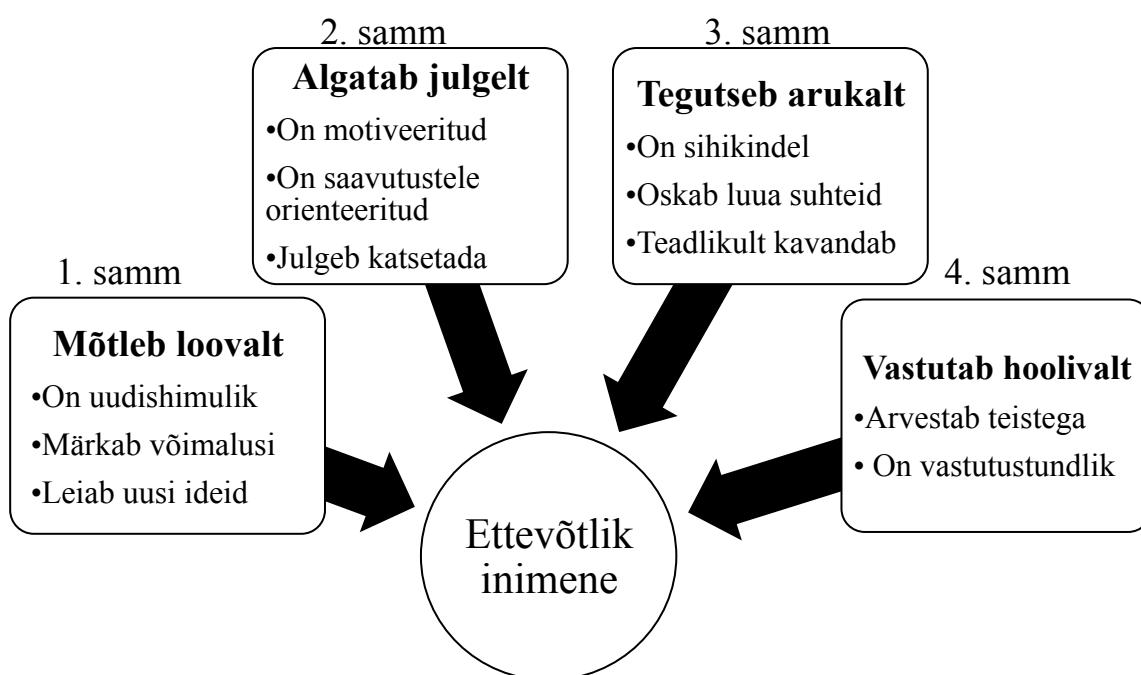 1. samm
Mõtleb loovalt
•On uudishimulik
•Märkab võimalusi
•Leiab uusi ideid
2. samm
Algatab julgelt
•On motiveeritud
•On saavutustele
orienteeritud
•Julgeb katsetada
3. samm
Tegutseb arukalt
•On sihikindel
•Oskab luua suhteid
•Teadlikult kavandab
4. samm
Vastutab hoolivalt
•Arvestab teistega
• On vastutustundlik
Ettevõtlik
inimene